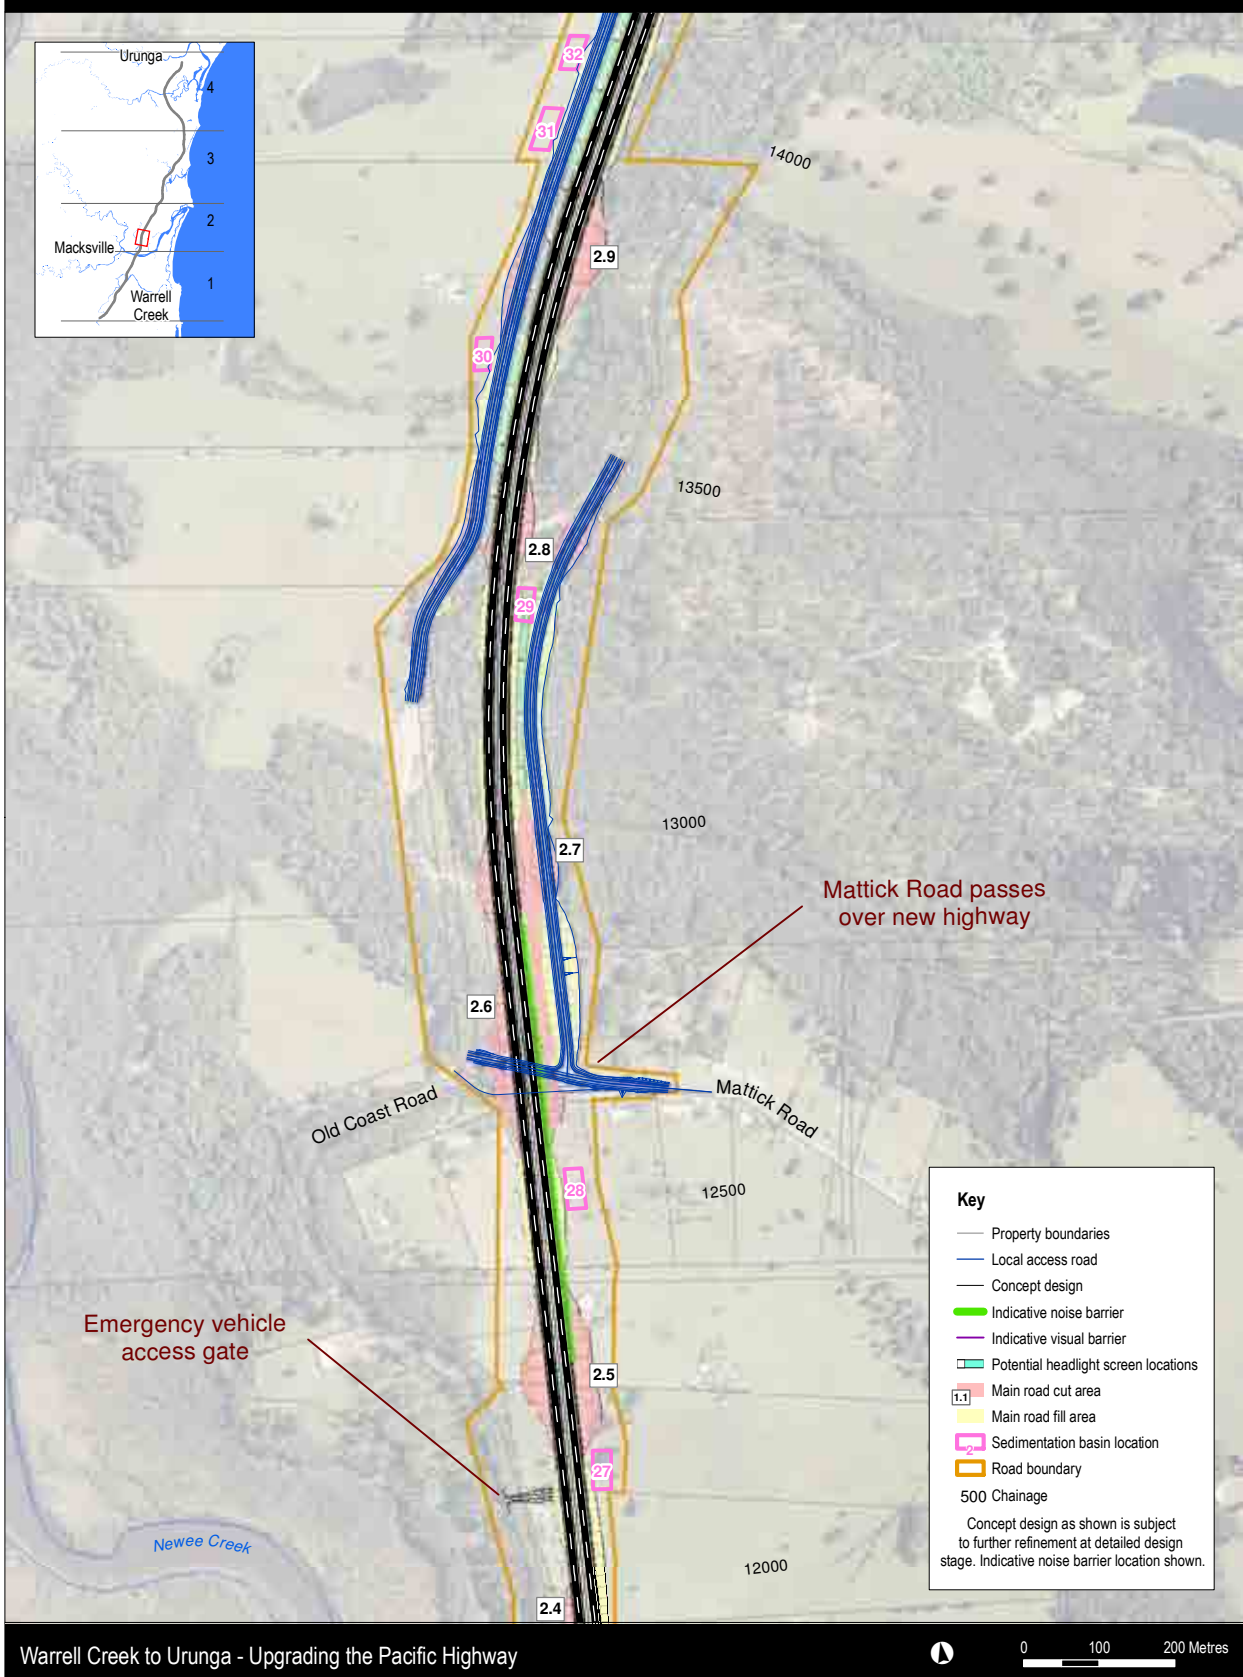 Urunga
4
3
2
Macksville
1
Warrell
Creek
32
31
14000
2.9
30
13500
2.8
29
13000
2.7
Mattick Road passes
over new highway
2.6
Old Coast Road
Mattick Road
28
12500
Emergency vehicle
access gate
2.5
27
Newee Creek
12000
2.4
Key
Property boundaries
Local access road
Concept design
Indicative noise barrier
Indicative visual barrier
Potential headlight screen locations
1.1 Main road cut area
Main road fill area
2 Sedimentation basin location
Road boundary
500 Chainage
Concept design as shown is subject
to further refinement at detailed design
stage. Indicative noise barrier location shown.
Warrell Creek to Urunga - Upgrading the Pacific Highway
0 100 200 Metres